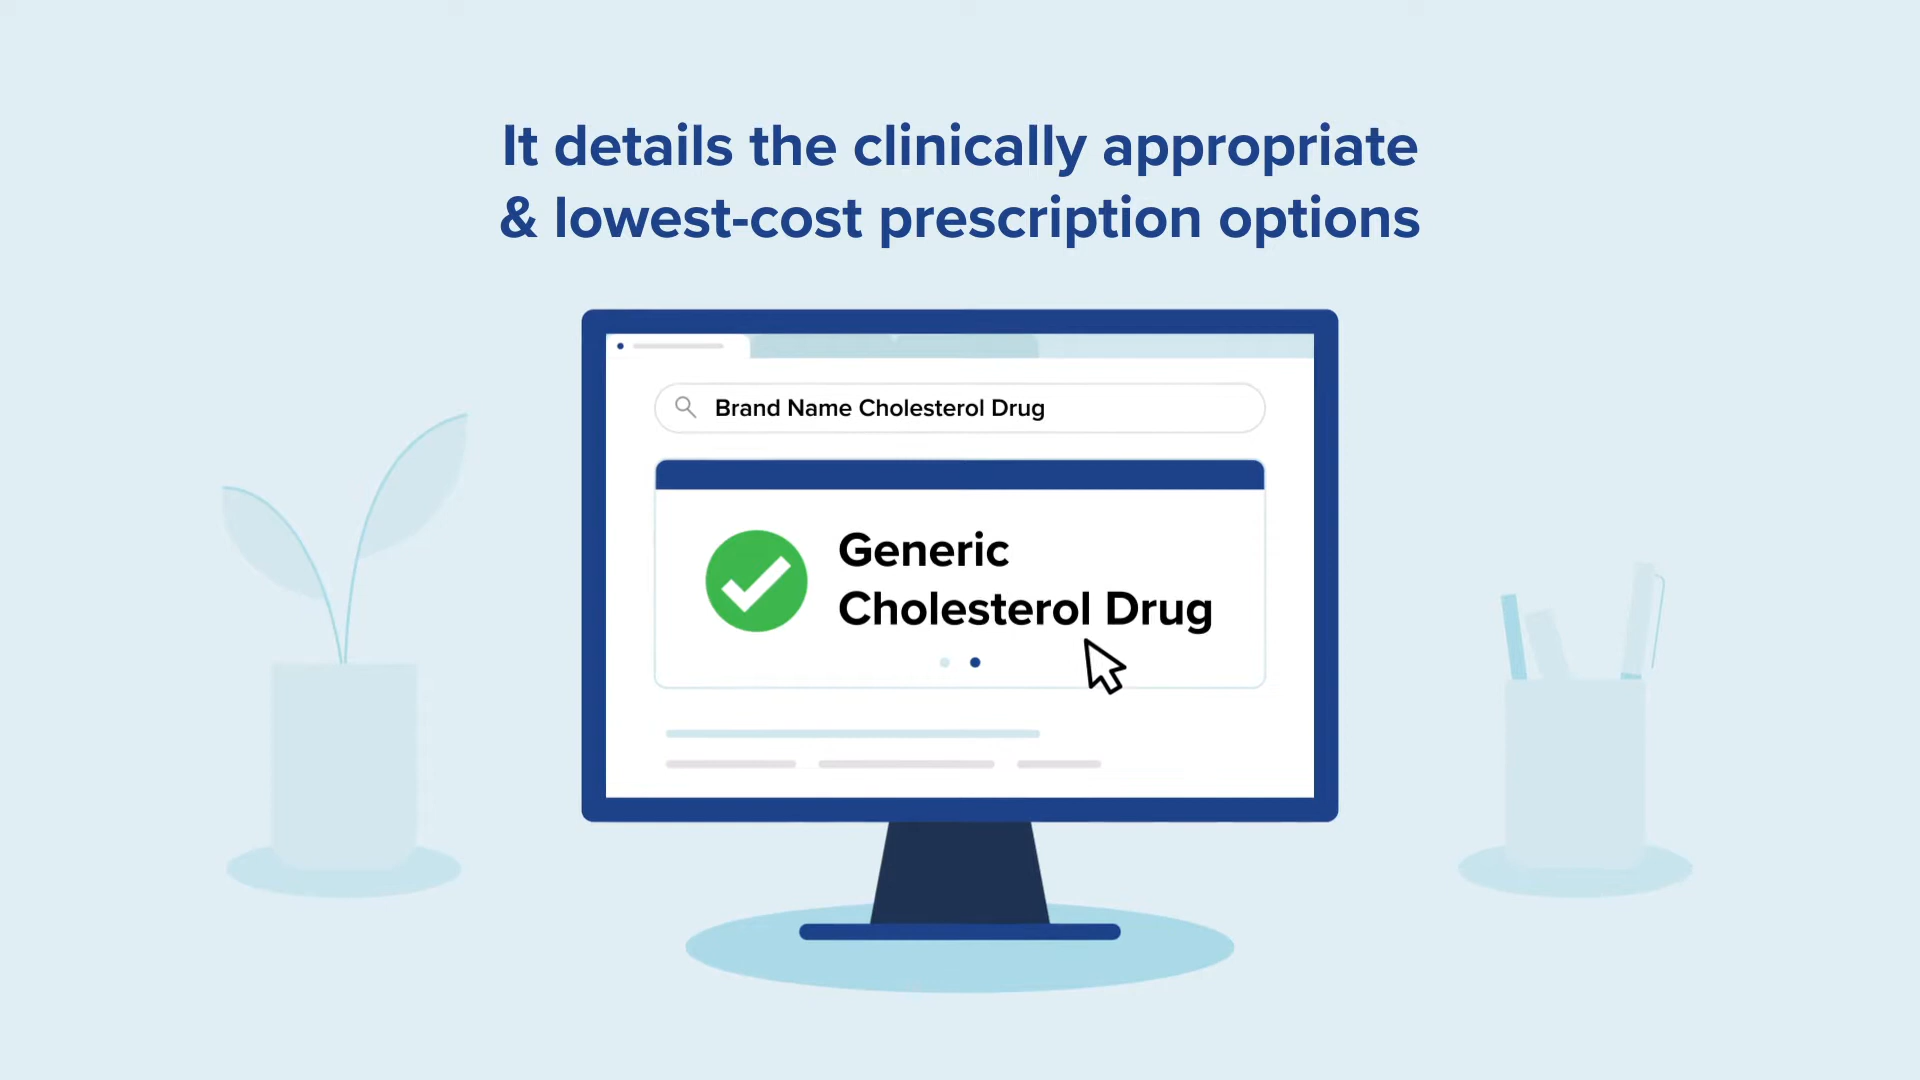 It details the clinically appropriate
& lowest-cost prescription options
Brand Name Cholesterol Drug
Generic
Cholesterol Drug